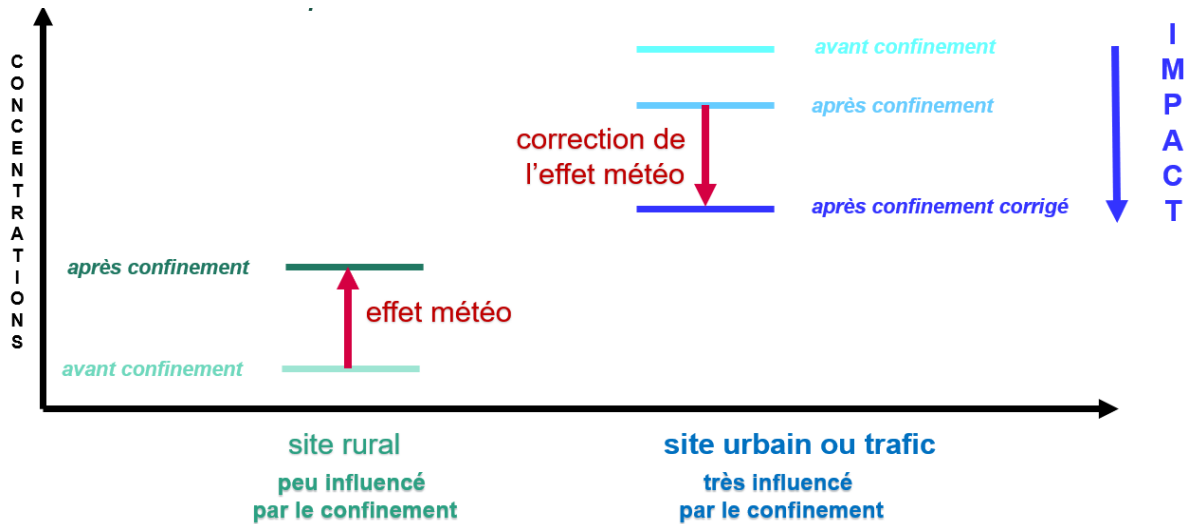 CONCENTRATIONS
avant confinement
après confinement
correction de
l'effet météo
après confinement corrigé
IMPACT
après confinement
effet météo
avant confinement
site rural
peu influencé
par le confinement
site urbain ou trafic
très influencé
par le confinement